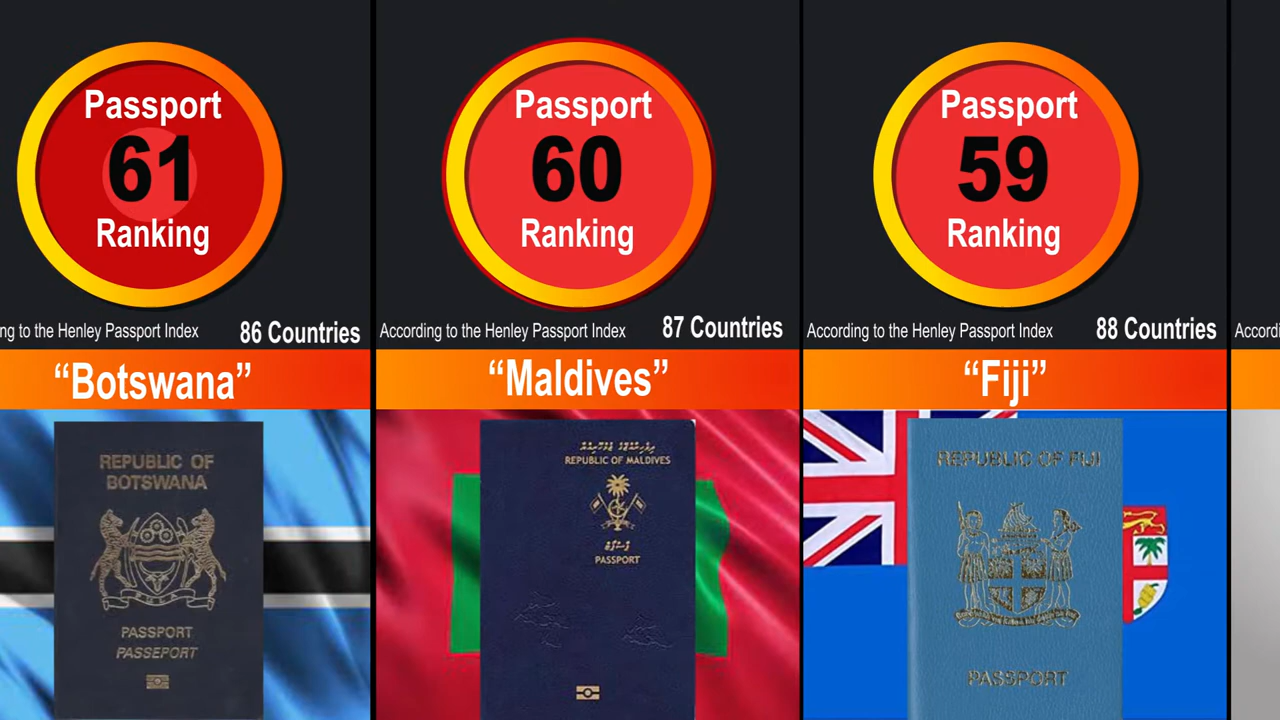 Passport
61
Ranking
ng to the Henley Passport Index
86 Countries
“Botswana”
REPUBLIC OF
BOTSWANA
PASSPORT
PASSEPORT
Passport
60
Ranking
According to the Henley Passport Index
87 Countries
“Maldives”
ދިވެހިރާއްޖޭގެ ޖުމްހޫރިއްޔާ
REPUBLIC OF MALDIVES
ޕާސްޕޯޓް
PASSPORT
Passport
59
Ranking
According to the Henley Passport Index
88 Countries
“Fiji”
REPUBLIC OF FIJI
PASSPORT
Accordi